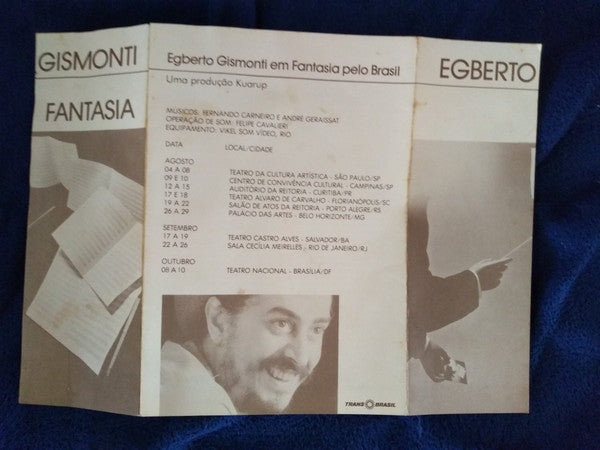 GISMONTI
FANTASIA
Egberto Gismonti em Fantasia pelo Brasil
Uma produção Kuarup
MÚSICOS: FERNANDO CARNEIRO E ANDRÉ GERAISSAT
OPERAÇÃO DE SOM: FELIPE CAVALIERI
EQUIPAMENTO: VIKEL SOM VÍDEO, RIO
DATA LOCAL/CIDADE
AGOSTO
04 A 08 TEATRO DA CULTURA ARTÍSTICA - SÃO PAULO/SP
09 E 10 CENTRO DE CONVIVÊNCIA CULTURAL - CAMPINAS/SP
12 A 15 AUDITÓRIO DA REITORIA - CURITIBA/PR
17 E 18 TEATRO ALVARO DE CARVALHO - FLORIANÓPOLIS/SC
19 A 22 SALÃO DE ATOS DA REITORIA - PORTO ALEGRE/RS
26 A 29 PALÁCIO DAS ARTES - BELO HORIZONTE/MG
SETEMBRO
17 A 19 TEATRO CASTRO ALVES - SALVADOR/BA
22 A 26 SALA CECÍLIA MEIRELLES - RIO DE JANEIRO/RJ
OUTUBRO
08 A 10 TEATRO NACIONAL - BRASÍLIA/DF
TRANS BRASIL
EGBERTO